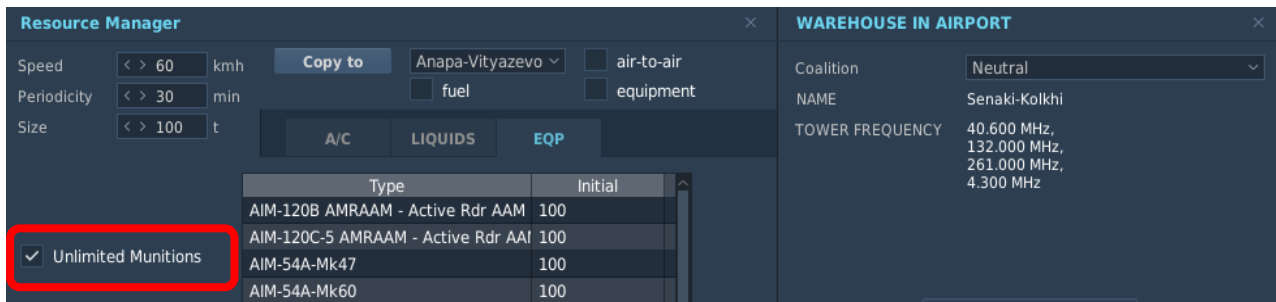 Resource Manager
Speed < > 60 kmh
Periodicity < > 30 min
Size < > 100 t
Copy to Anapa-Vityazevo air-to-air
fuel equipment
A/C LIQUIDS EQP
Type Initial
AIM-120B AMRAAM - Active Rdr AAM 100
AIM-120C-5 AMRAAM - Active Rdr AAM 100
AIM-54A-Mk47 100
AIM-54A-Mk60 100
Unlimited Munitions
WAREHOUSE IN AIRPORT
Coalition Neutral
NAME Senaki-Kolkhi
TOWER FREQUENCY 40.600 MHz,
132.000 MHz,
261.000 MHz,
4.300 MHz